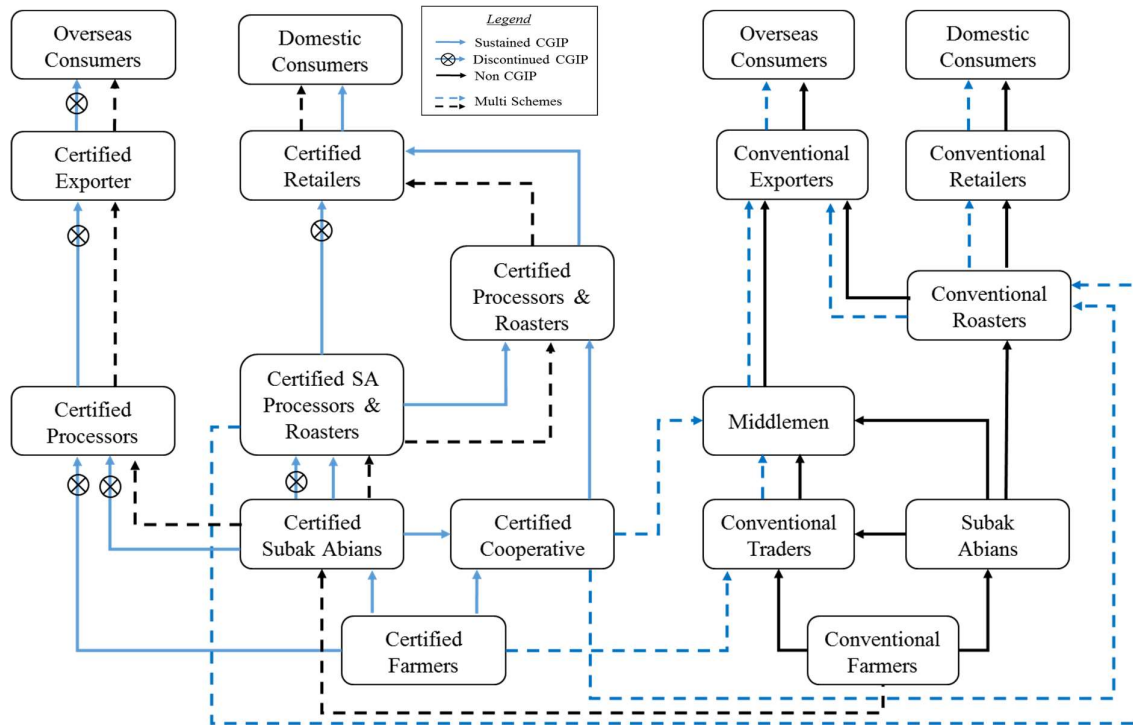 Overseas
Consumers
Domestic
Consumers
Legend
Sustained CGIP
Discontinued CGIP
Non CGIP
Multi Schemes
Overseas
Consumers
Domestic
Consumers
Certified
Exporter
Certified
Retailers
Conventional
Exporters
Conventional
Retailers
Certified
Processors &
Roasters
Conventional
Roasters
Certified
Processors
Certified SA
Processors &
Roasters
Middlemen
Certified
Subak Abians
Certified
Cooperative
Conventional
Traders
Subak
Abians
Certified
Farmers
Conventional
Farmers